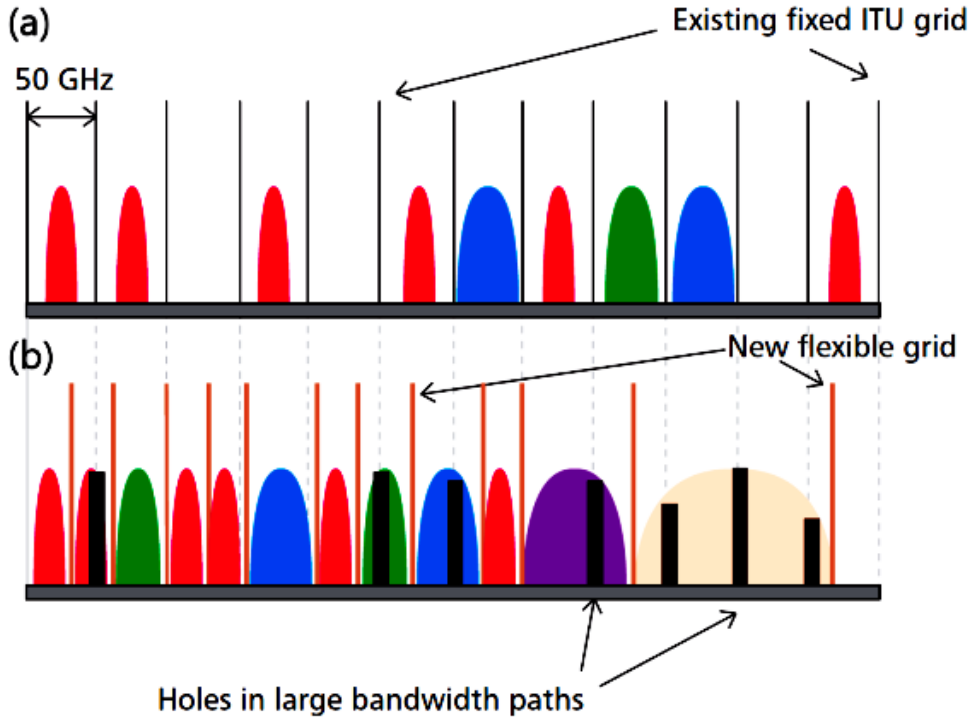 (a)
Existing fixed ITU grid
50 GHz
(b)
New flexible grid
Holes in large bandwidth paths